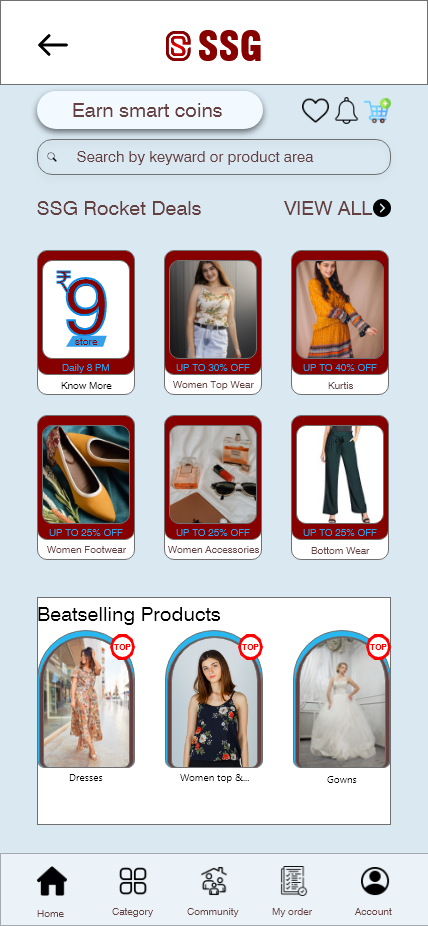 SSG
Earn smart coins
Search by keyward or product area
SSG Rocket Deals
VIEW ALL
₹9
store
Daily 8 PM
Know More
UP TO 30% OFF
Women Top Wear
UP TO 40% OFF
Kurtis
UP TO 25% OFF
Women Footwear
UP TO 25% OFF
Women Accessories
UP TO 25% OFF
Bottom Wear
Beatselling Products
TOP
TOP
TOP
Dresses
Women top &...
Gowns
Home
Category
Community
My order
Account